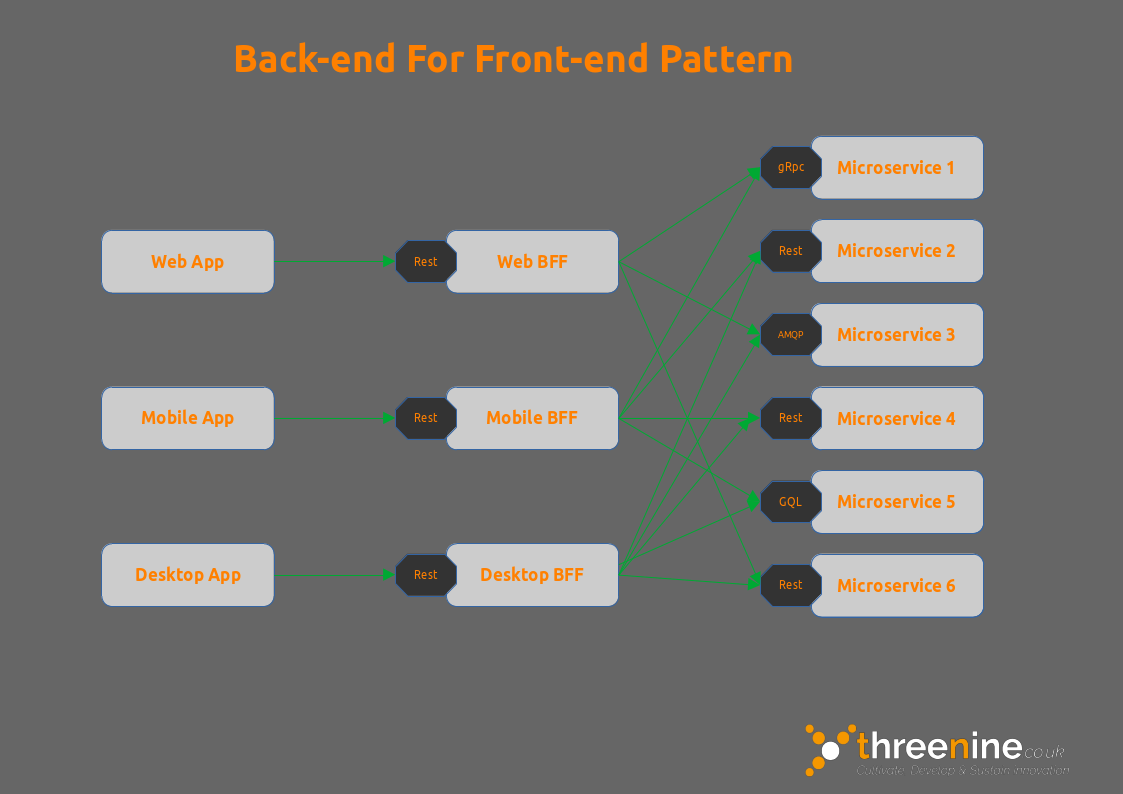 Back-end For Front-end Pattern
gRpc
Microservice 1
Rest
Microservice 2
Web App
Rest
Web BFF
AMQP
Microservice 3
Mobile App
Rest
Mobile BFF
Rest
Microservice 4
GQL
Microservice 5
Desktop App
Rest
Desktop BFF
Rest
Microservice 6
threenine.co.uk
Cultivate, Develop & Sustain innovation